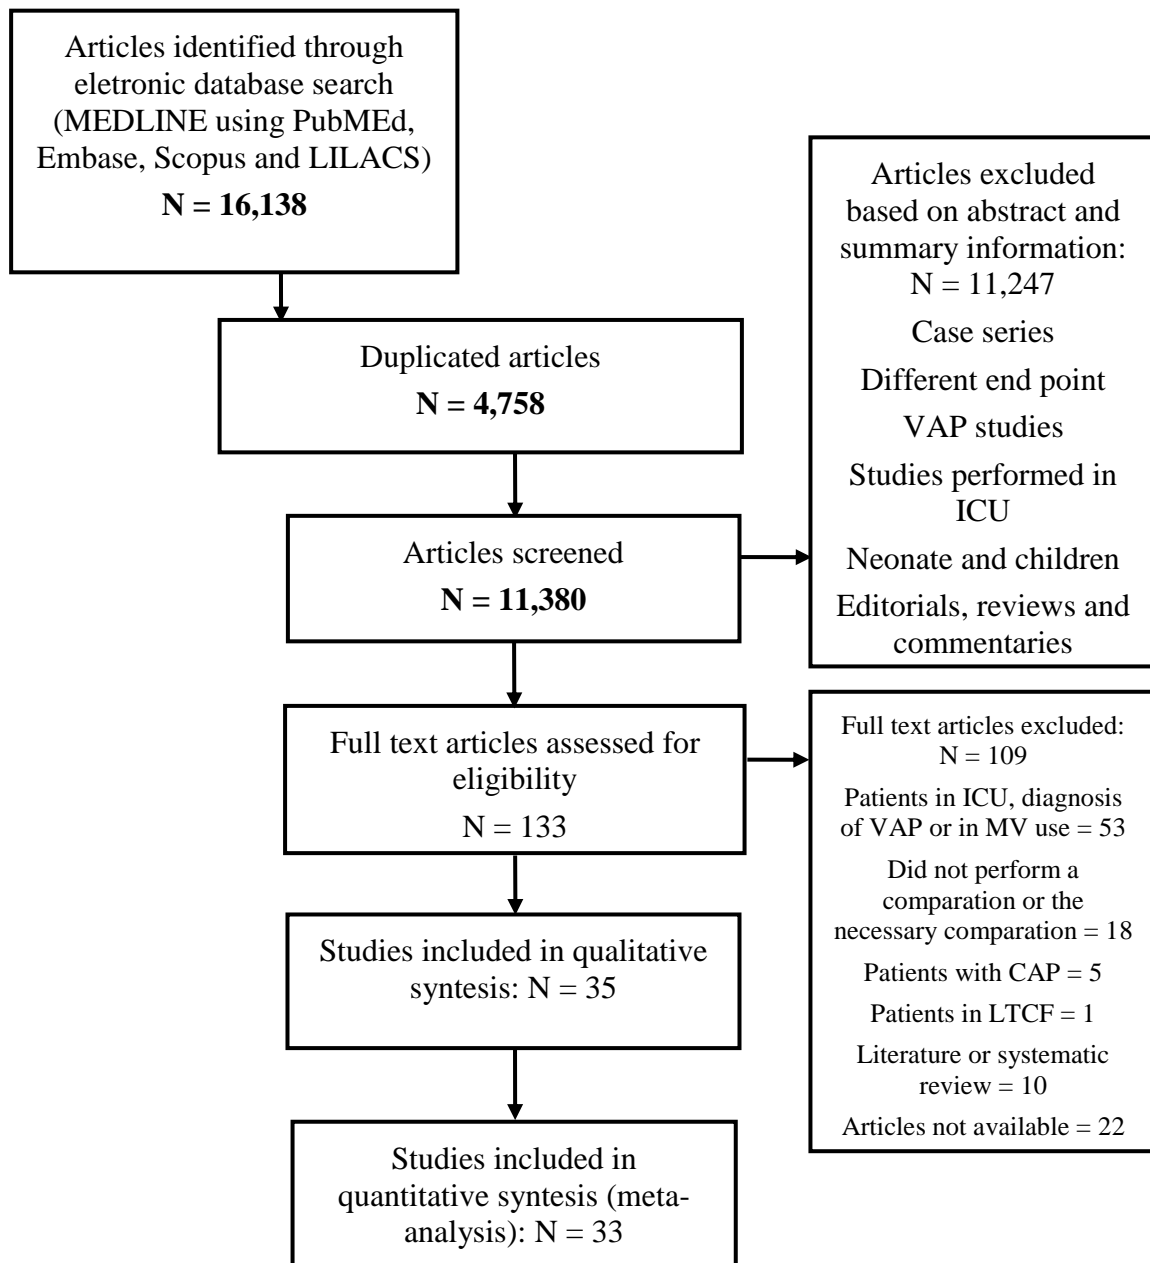 Articles identified through
eletronic database search
(MEDLINE using PubMEd,
Embase, Scopus and LILACS)
N = 16,138
Duplicated articles
N = 4,758
Articles screened
N = 11,380
Articles excluded
based on abstract and
summary information:
N = 11,247
Case series
Different end point
VAP studies
Studies performed in
ICU
Neonate and children
Editorials, reviews and
commentaries
Full text articles assessed for
eligibility
N = 133
Full text articles excluded:
N = 109
Patients in ICU, diagnosis
of VAP or in MV use = 53
Did not perform a
comparation or the
necessary comparation = 18
Patients with CAP = 5
Patients in LTCF = 1
Literature or systematic
review = 10
Articles not available = 22
Studies included in qualitative
syntesis: N = 35
Studies included in
quantitative syntesis (meta-
analysis): N = 33